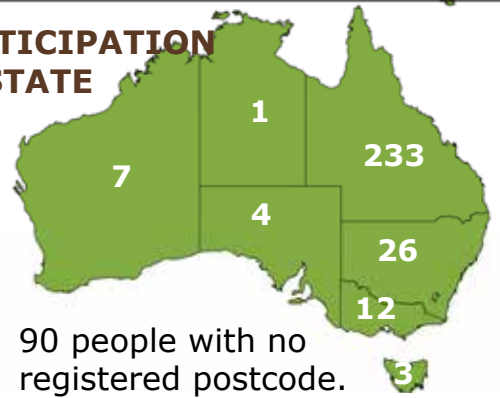 TICIPATION
STATE
1
233
7
4
26
12
90 people with no
registered postcode.
3